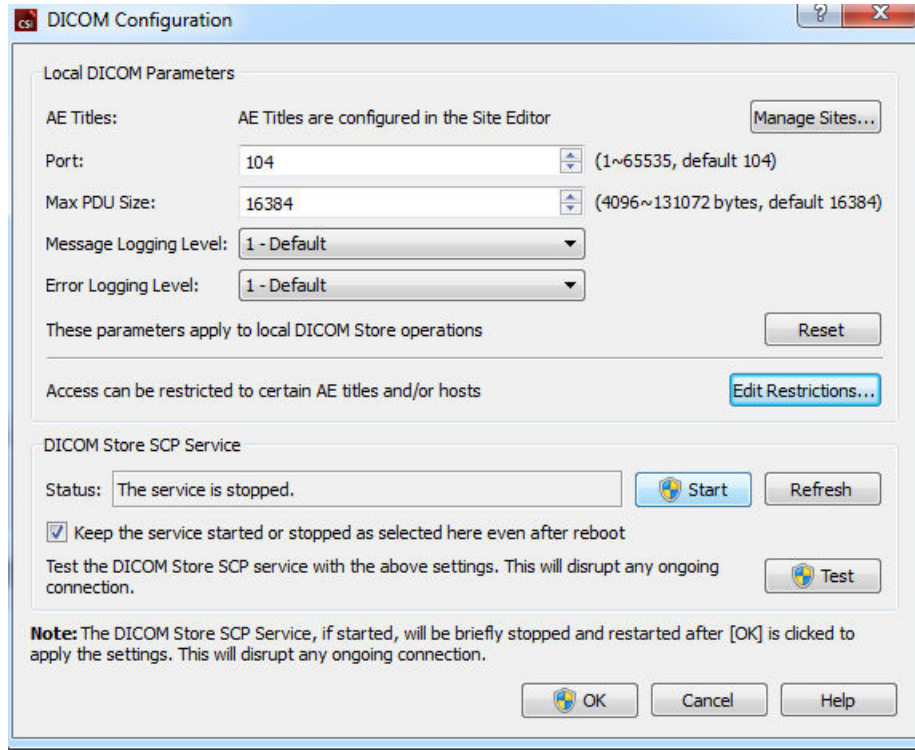 CSi DICOM Configuration
Local DICOM Parameters
AE Titles: AE Titles are configured in the Site Editor Manage Sites...
Port: 104 (1~65535, default 104)
Max PDU Size: 16384 (4096~131072 bytes, default 16384)
Message Logging Level: 1 - Default
Error Logging Level: 1 - Default
These parameters apply to local DICOM Store operations Reset
Access can be restricted to certain AE titles and/or hosts Edit Restrictions...
DICOM Store SCP Service
Status: The service is stopped. Start Refresh
Keep the service started or stopped as selected here even after reboot
Test the DICOM Store SCP service with the above settings. This will disrupt any ongoing
connection. Test
Note: The DICOM Store SCP Service, if started, will be briefly stopped and restarted after [OK] is clicked to
apply the settings. This will disrupt any ongoing connection.
OK Cancel Help